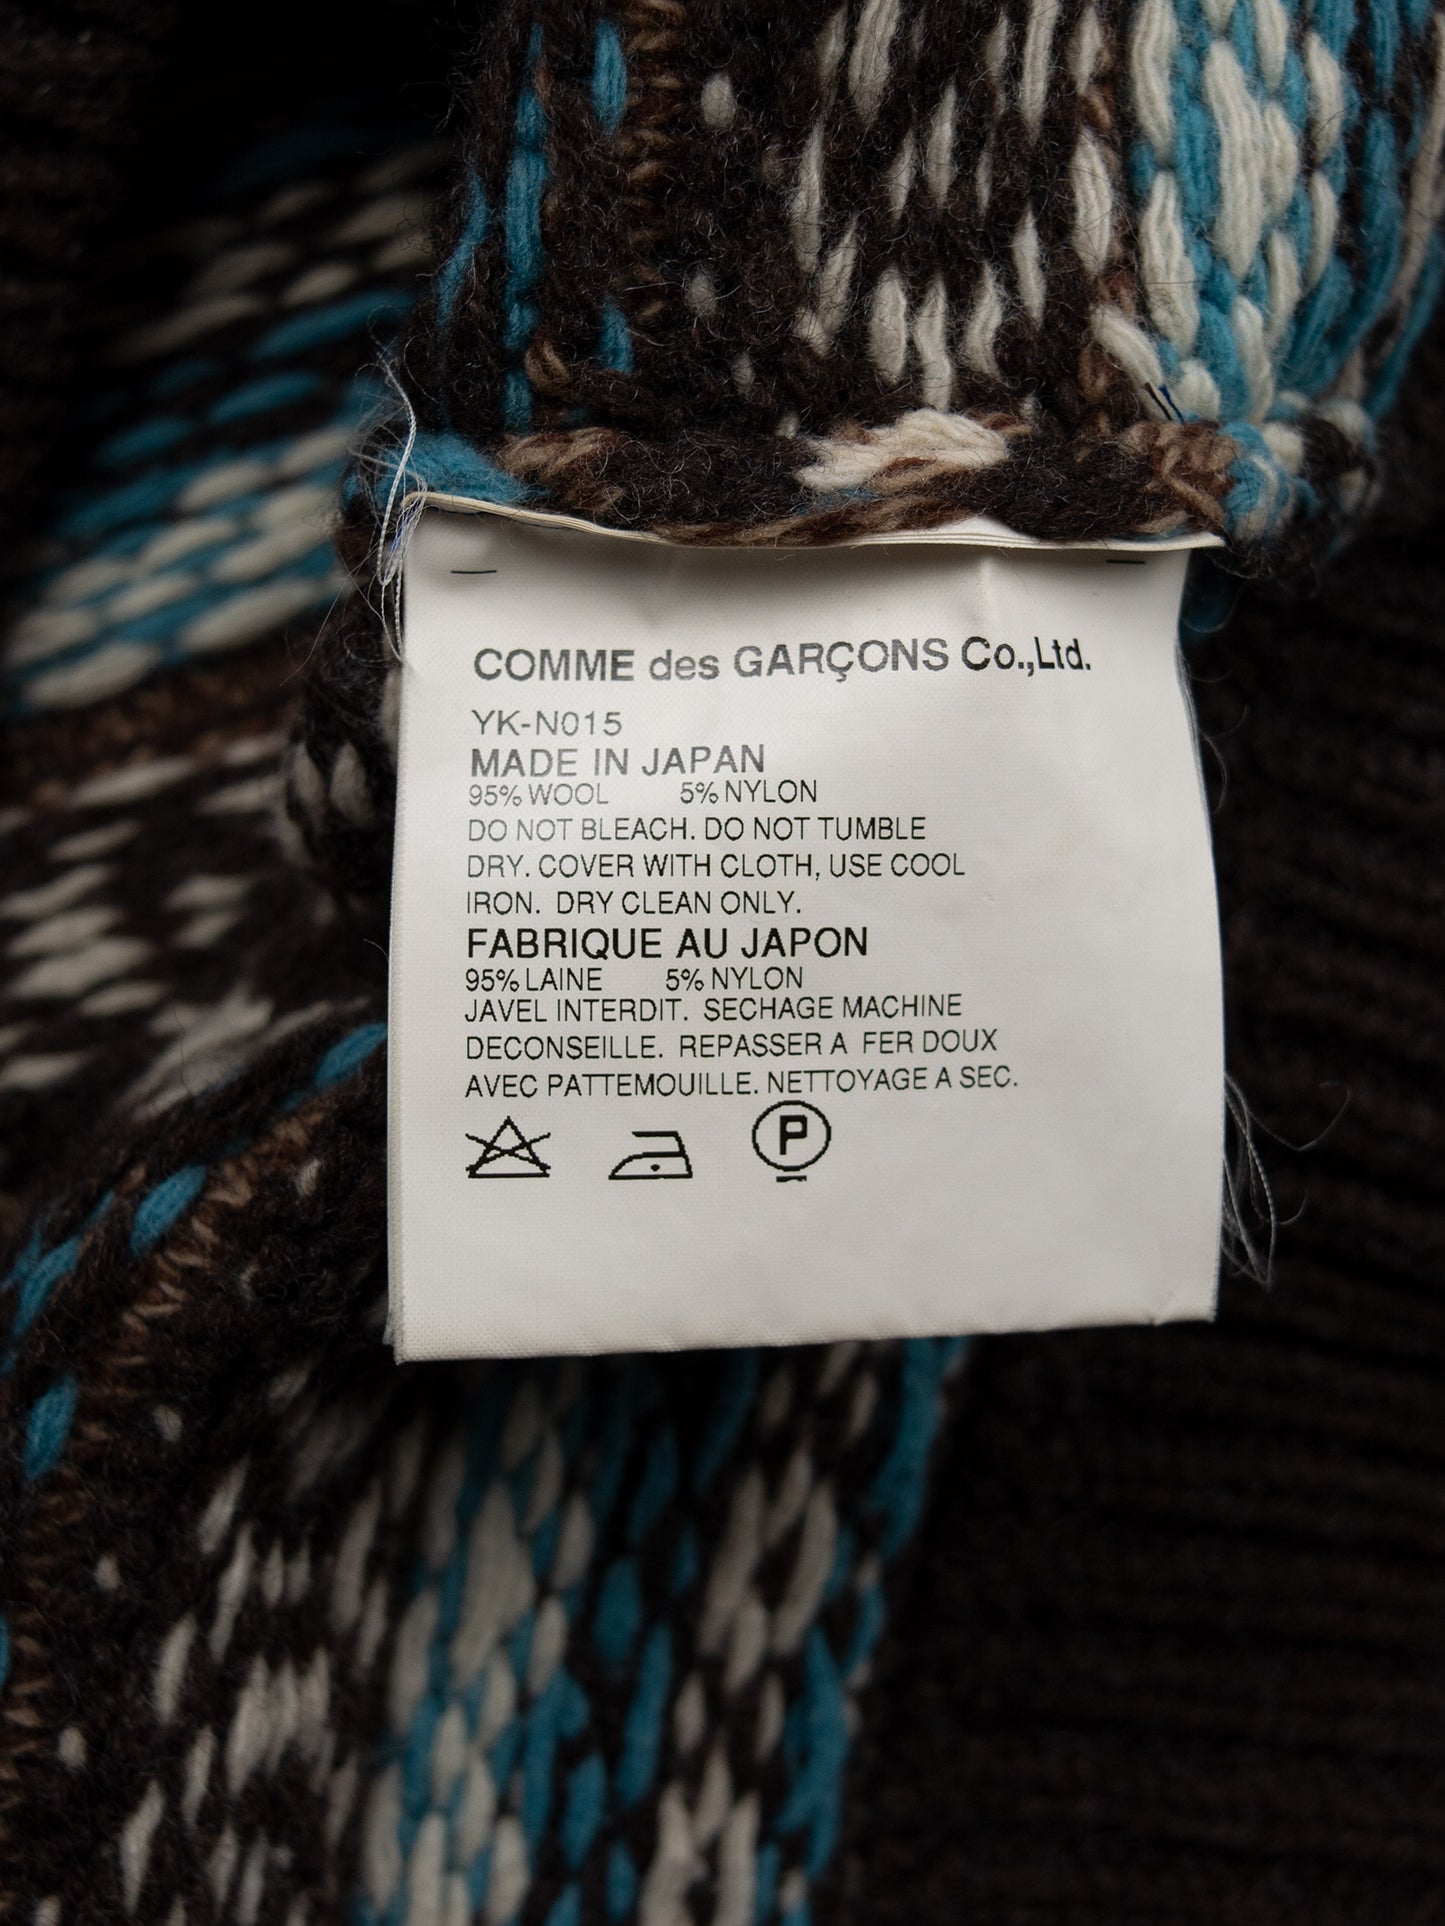 COMME des GARÇONS Co.,Ltd.
YK-N015
MADE IN JAPAN
95% WOOL 5% NYLON
DO NOT BLEACH. DO NOT TUMBLE
DRY. COVER WITH CLOTH, USE COOL
IRON. DRY CLEAN ONLY.
FABRIQUE AU JAPON
95% LAINE 5% NYLON
JAVEL INTERDIT. SECHAGE MACHINE
DECONSEILLE. REPASSER A FER DOUX
AVEC PATTEMOUILLE. NETTOYAGE A SEC.
P